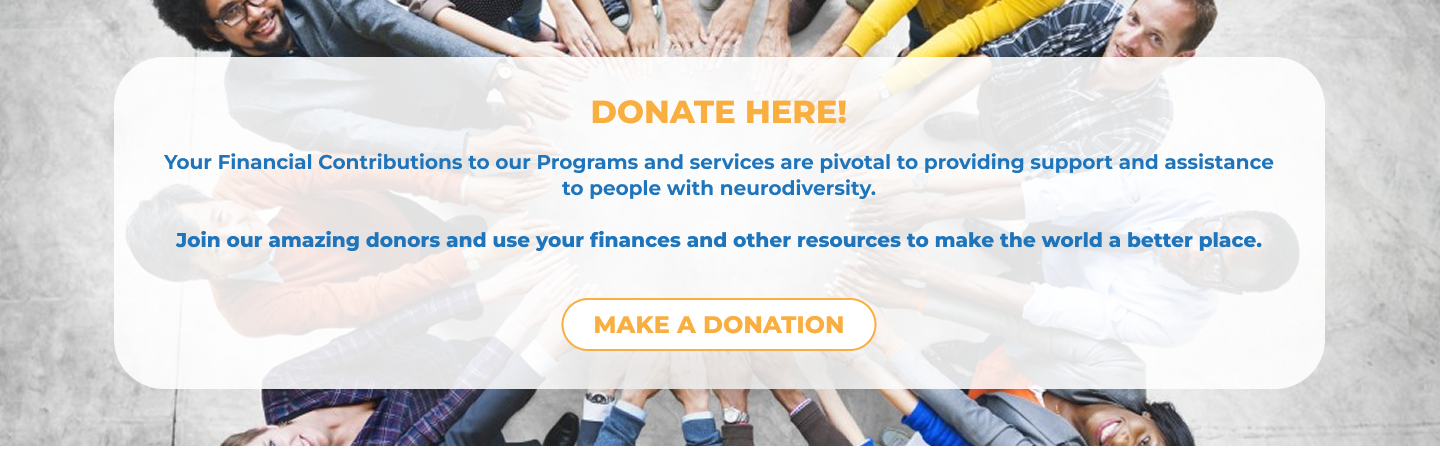 DONATE HERE!
Your Financial Contributions to our Programs and services are pivotal to providing support and assistance
to people with neurodiversity.
Join our amazing donors and use your finances and other resources to make the world a better place.
MAKE A DONATION